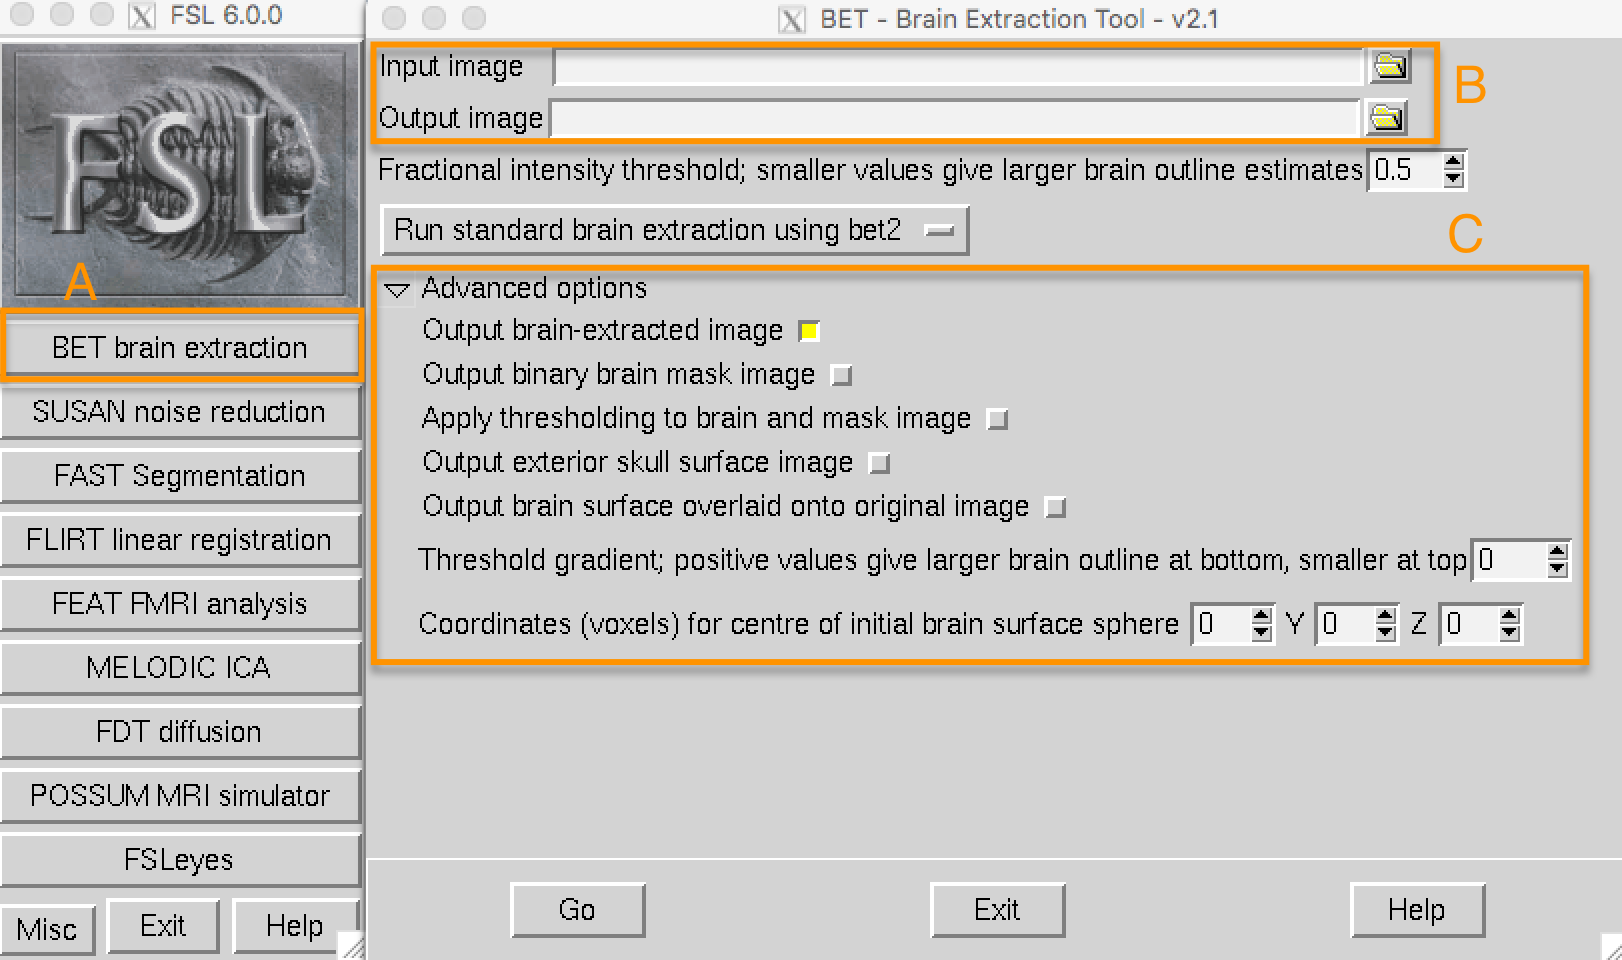 FSL 6.0.0
FSL
A
BET brain extraction
SUSAN noise reduction
FAST Segmentation
FLIRT linear registration
FEAT FMRI analysis
MELODIC ICA
FDT diffusion
POSSUM MRI simulator
FSLeyes
Misc Exit Help
BET - Brain Extraction Tool - v2.1
Input image
B
Output image
Fractional intensity threshold; smaller values give larger brain outline estimates 0.5
Run standard brain extraction using bet2
C
Advanced options
Output brain-extracted image
Output binary brain mask image
Apply thresholding to brain and mask image
Output exterior skull surface image
Output brain surface overlaid onto original image
Threshold gradient; positive values give larger brain outline at bottom, smaller at top 0
Coordinates (voxels) for centre of initial brain surface sphere 0 Y 0 Z 0
Go Exit Help